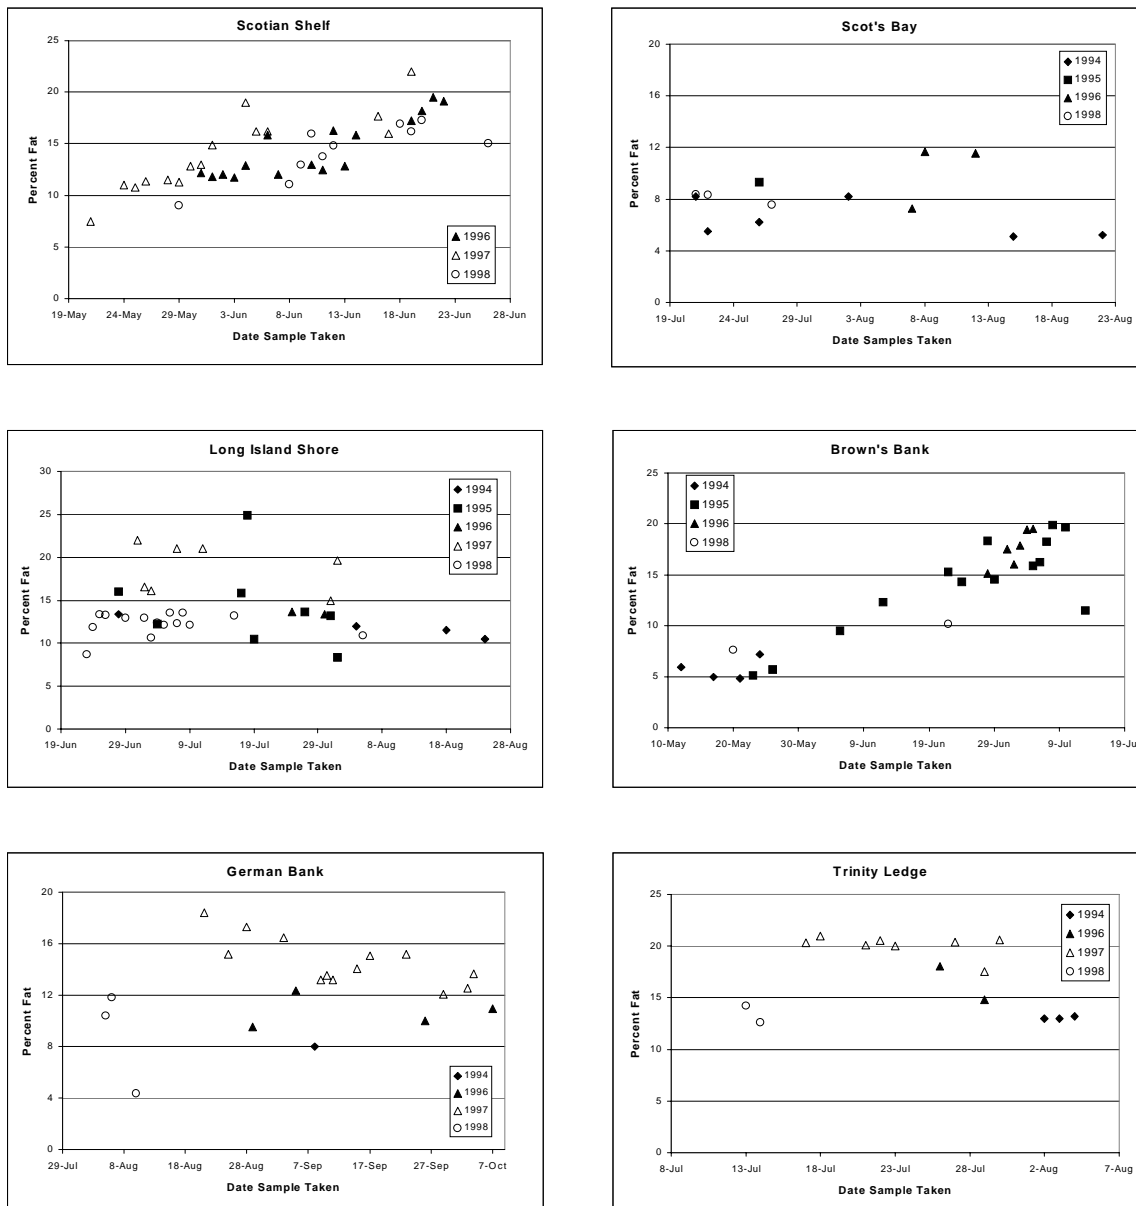 Scotian Shelf
25
20
15
10
5
0
Percent Fat
1996
1997
1998
19-May 24-May 29-May 3-Jun 8-Jun 13-Jun 18-Jun 23-Jun 28-Jun
Date Sample Taken
Scot's Bay
20
16
12
8
4
0
Percent Fat
1994
1995
1996
1998
19-Jul 24-Jul 29-Jul 3-Aug 8-Aug 13-Aug 18-Aug 23-Aug
Date Samples Taken
Long Island Shore
30
25
20
15
10
5
0
Percent Fat
1994
1995
1996
1997
1998
19-Jun 29-Jun 9-Jul 19-Jul 29-Jul 8-Aug 18-Aug 28-Aug
Date Sample Taken
Brown's Bank
25
20
15
10
5
0
Percent Fat
1994
1995
1996
1998
10-May 20-May 30-May 9-Jun 19-Jun 29-Jun 9-Jul 19-Ju
Date Sample Taken
German Bank
20
16
12
8
4
0
Percent Fat
1994
1996
1997
1998
29-Jul 8-Aug 18-Aug 28-Aug 7-Sep 17-Sep 27-Sep 7-Oct
Date Sample Taken
Trinity Ledge
25
20
15
10
5
0
Percent Fat
1994
1996
1997
1998
8-Jul 13-Jul 18-Jul 23-Jul 28-Jul 2-Aug 7-Aug
Date Sample Taken